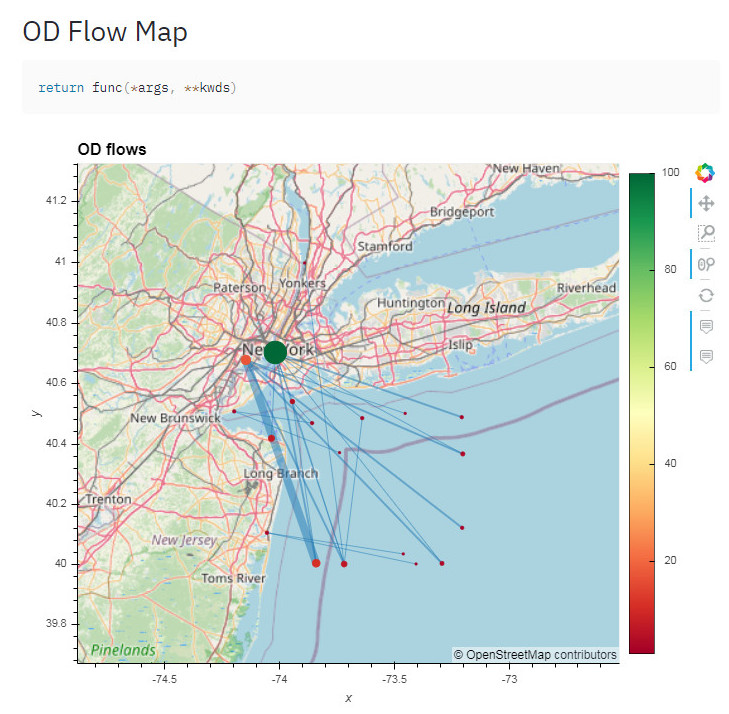 OD Flow Map
return func(*args, **kwds)
OD flows
New Haven
100
41.2
Bridgeport
Stamford
41
80
Paterson
Yonkers
Huntington
Long Island
Riverhead
40.8
New York
Islip
60
40.6
y
New Brunswick
40.4
40
Long Branch
40.2
Trenton
New Jersey
20
40
Toms River
39.8
Pinelands
© OpenStreetMap contributors
-74.5
-74
-73.5
-73
x